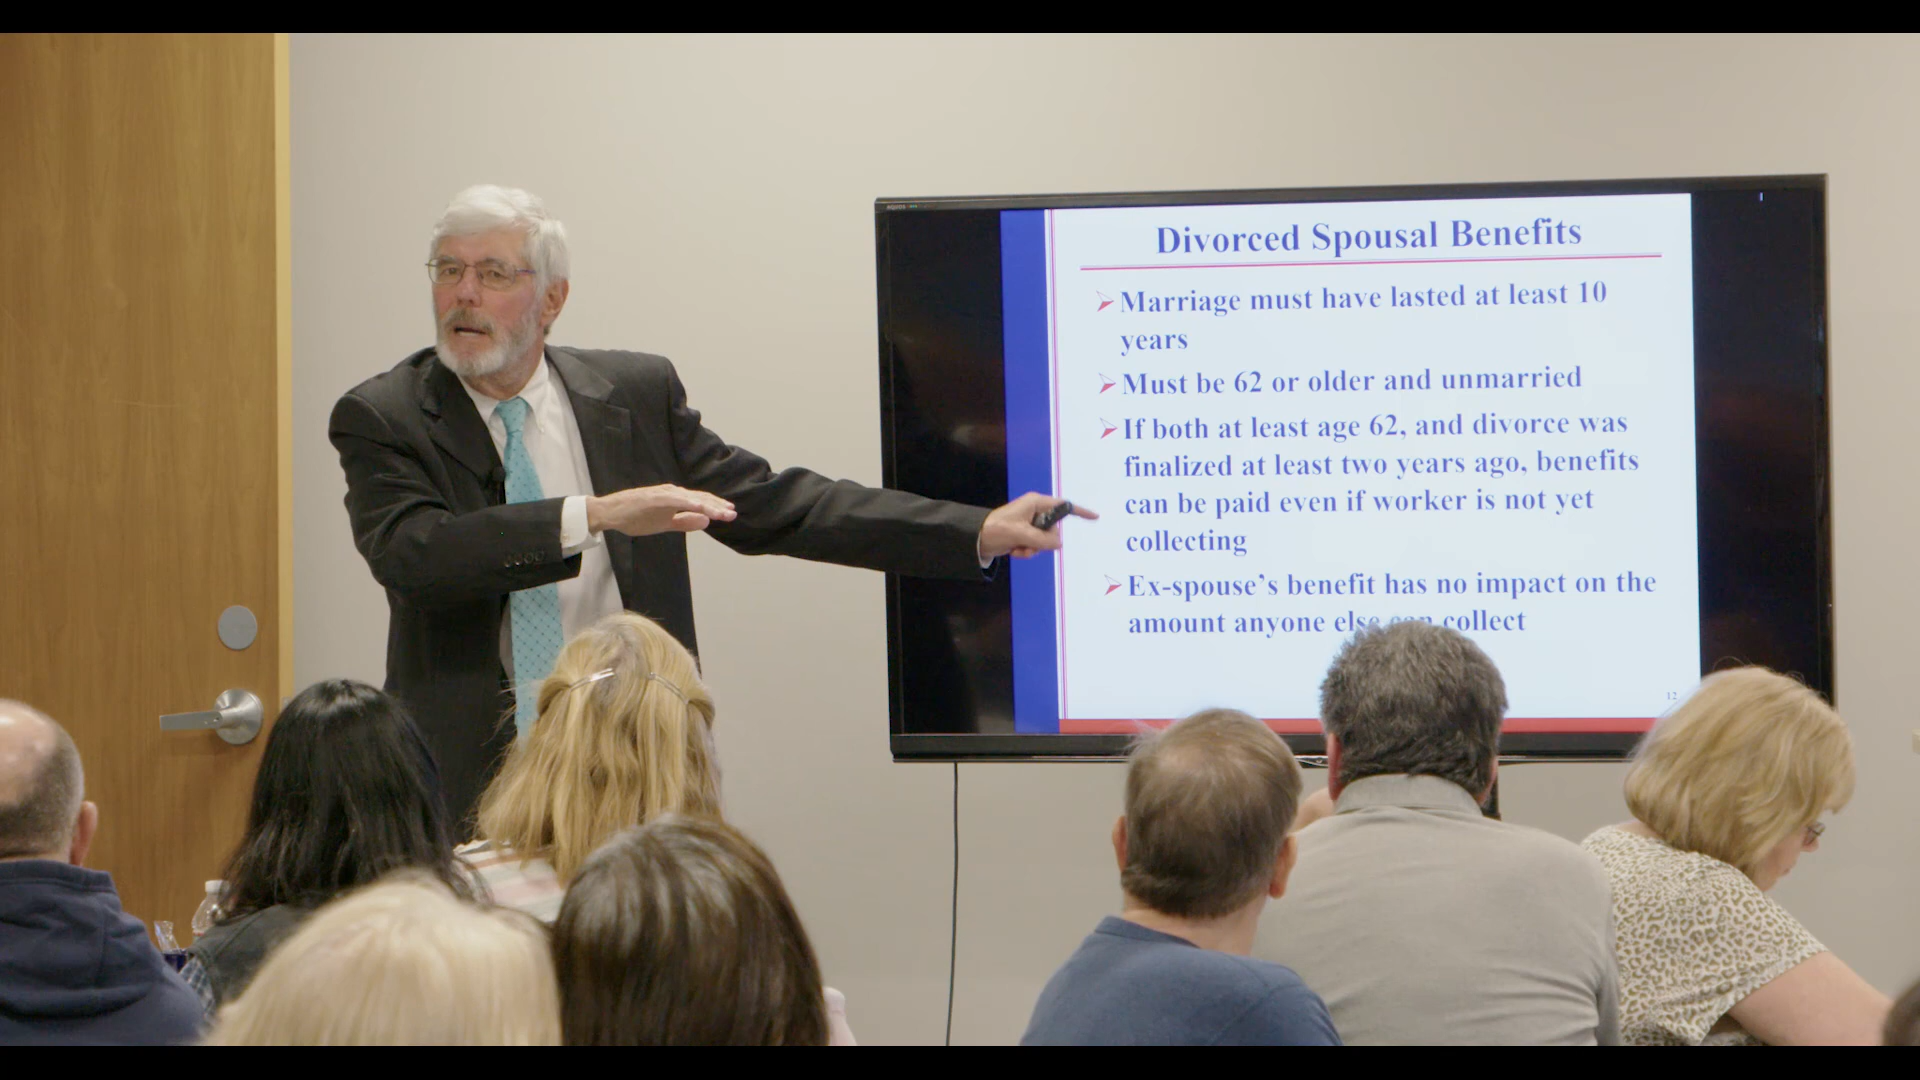 Divorced Spousal Benefits
Marriage must have lasted at least 10
years
Must be 62 or older and unmarried
If both at least age 62, and divorce was
finalized at least two years ago, benefits
can be paid even if worker is not yet
collecting
Ex-spouse's benefit has no impact on the
amount anyone else can collect
12